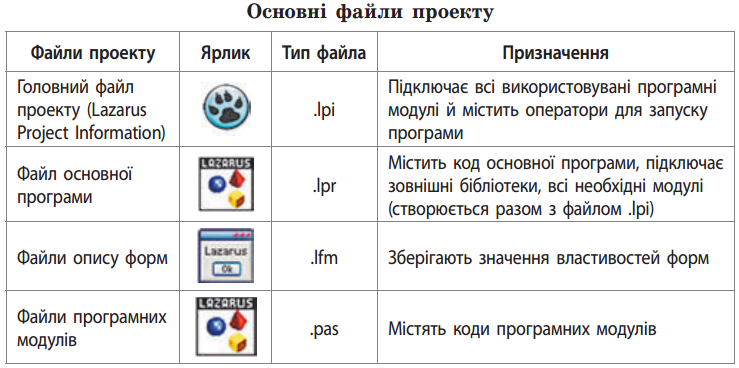 Основні файли проекту
Файли проекту
Ярлик
Тип файла
Призначення
Головний файл
проекту (Lazarus
Project Information)
.lpi
Підключає всі використовувані програмні
модулі й містить оператори для запуску
програми
Файл основної
програми
LAZARUS
.lpr
Містить код основної програми, підключає
зовнішні бібліотеки, всі необхідні модулі
(створюється разом з файлом .lpi)
Файли опису форм
Lazarus
Ok
.lfm
Зберігають значення властивостей форм
Файли програмних
модулів
LAZARUS
.pas
Містять коди програмних модулів